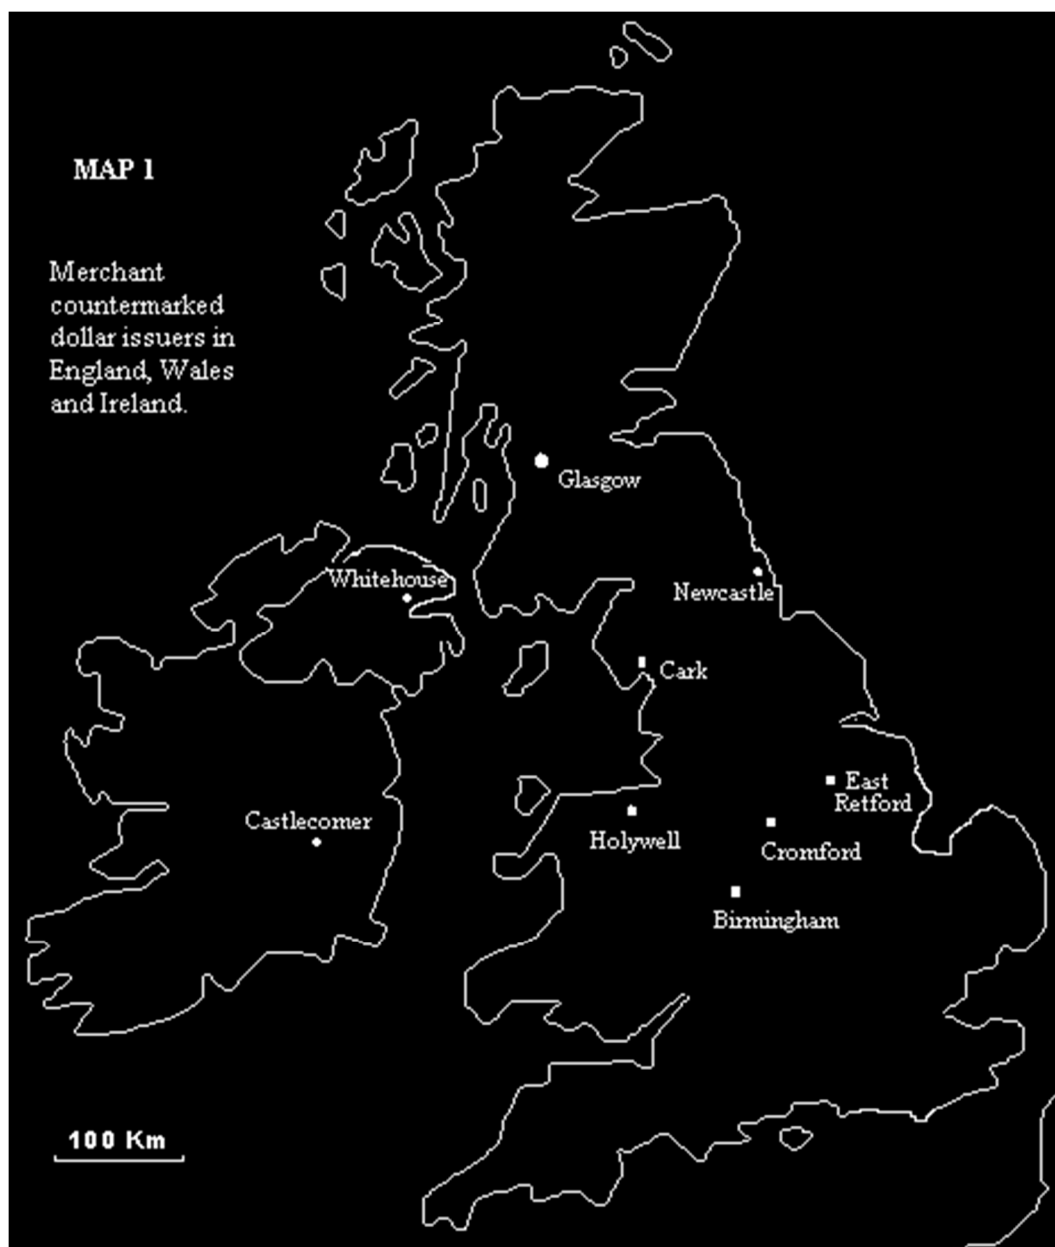 MAP 1
Merchant
countermarked
dollar issuers in
England, Wales
and Ireland.
Glasgow
Whitehouse
Newcastle
Cark
East
Retford
Castlecomer
Holywell
Cromford
Birmingham
100 Km